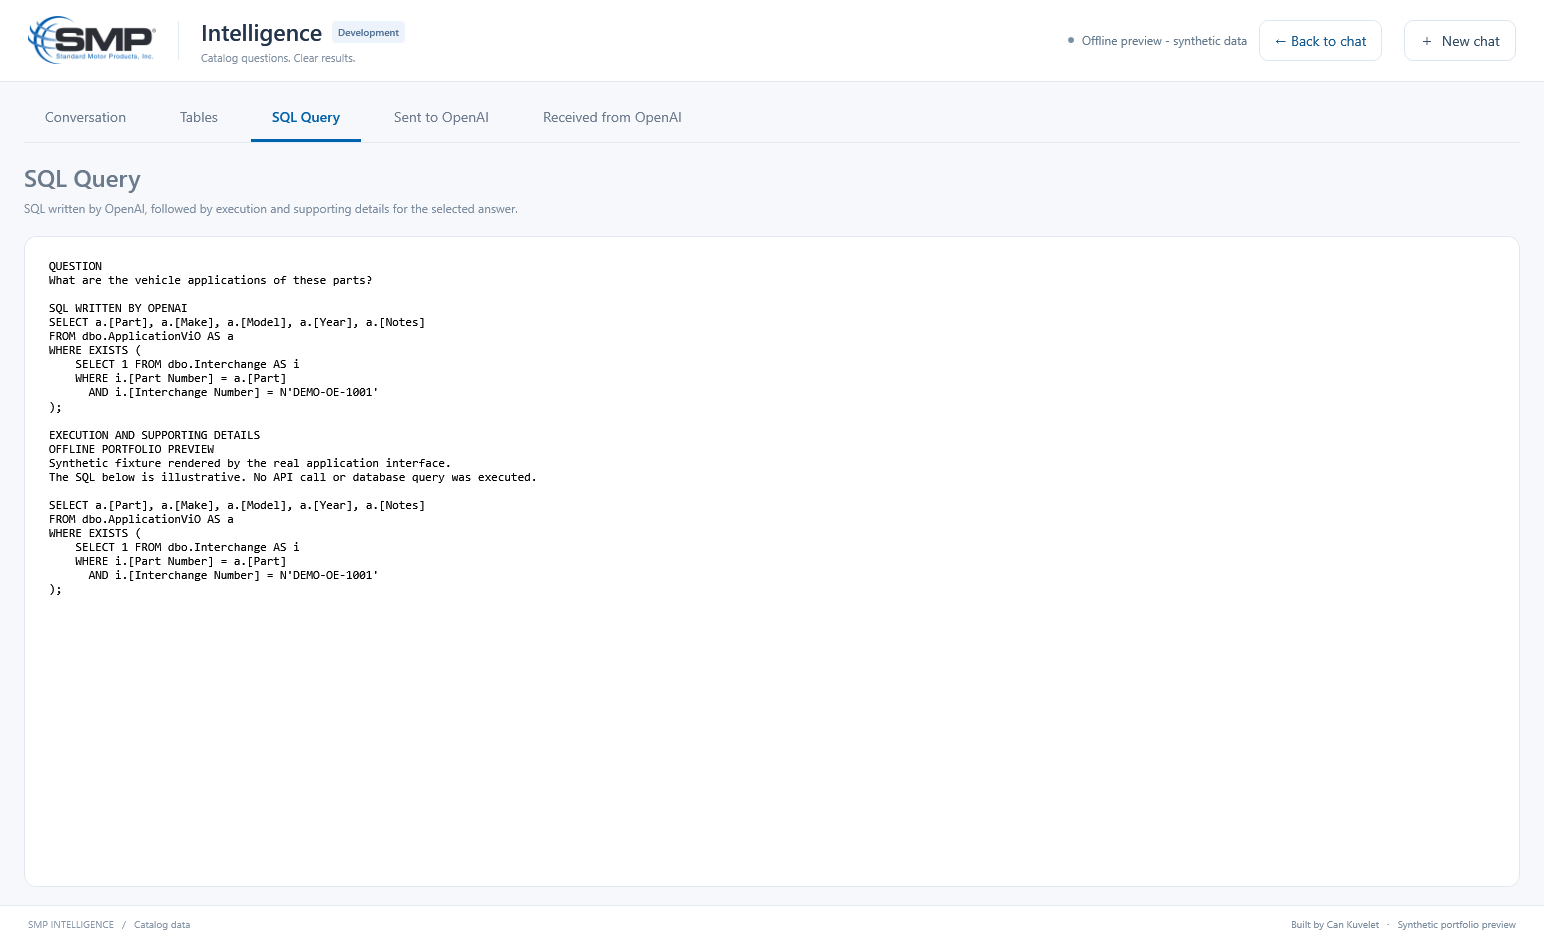 SMP®
Standard Motor Products, Inc.
Intelligence
Development
Catalog questions. Clear results.
Offline preview - synthetic data
← Back to chat
+ New chat
Conversation
Tables
SQL Query
Sent to OpenAI
Received from OpenAI
SQL Query
SQL written by OpenAI, followed by execution and supporting details for the selected answer.
QUESTION
What are the vehicle applications of these parts?
SQL WRITTEN BY OPENAI
SELECT a.[Part], a.[Make], a.[Model], a.[Year], a.[Notes]
FROM dbo.ApplicationViO AS a
WHERE EXISTS (
    SELECT 1 FROM dbo.Interchange AS i
    WHERE i.[Part Number] = a.[Part]
      AND i.[Interchange Number] = N'DEMO-OE-1001'
);
EXECUTION AND SUPPORTING DETAILS
OFFLINE PORTFOLIO PREVIEW
Synthetic fixture rendered by the real application interface.
The SQL below is illustrative. No API call or database query was executed.
SELECT a.[Part], a.[Make], a.[Model], a.[Year], a.[Notes]
FROM dbo.ApplicationViO AS a
WHERE EXISTS (
    SELECT 1 FROM dbo.Interchange AS i
    WHERE i.[Part Number] = a.[Part]
      AND i.[Interchange Number] = N'DEMO-OE-1001'
);
SMP INTELLIGENCE / Catalog data
Built by Can Kuvelet · Synthetic portfolio preview